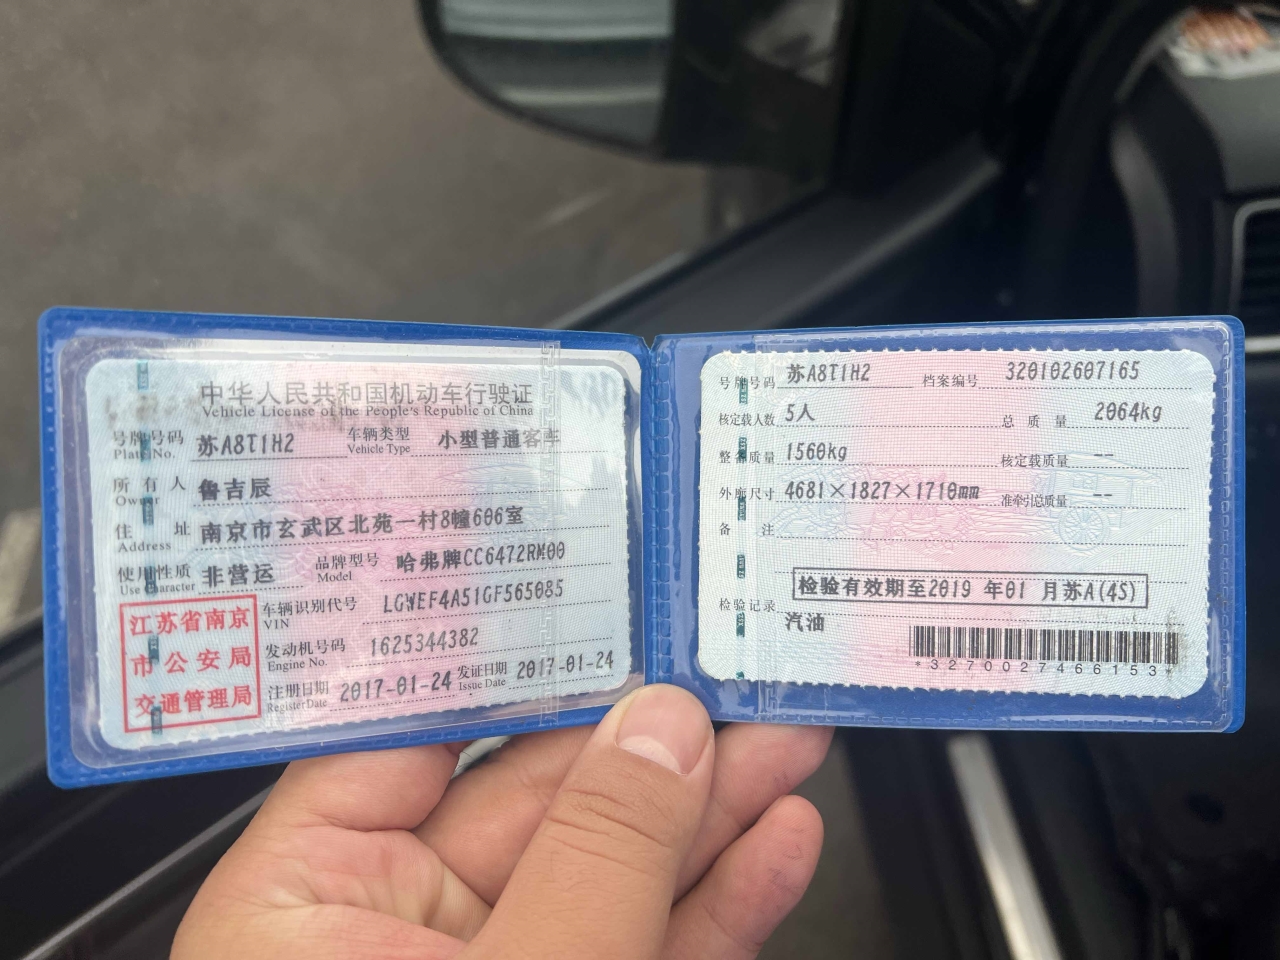 中华人民共和国机动车行驶证
Vehicle License of the People's Republic of China
号牌号码 苏A8T1H2 车辆类型 小型普通客车
Plate No. Vehicle Type
所有人 鲁吉辰
Owner
住址 南京市玄武区北苑一村8幢606室
Address
使用性质 非营运 品牌型号 哈弗牌CC6472RM00
Use Character Model
江苏省南京
市公安局
交通管理局
车辆识别代号 LGWEF4A51GF565085
VIN
发动机号码 1625344382
Engine No.
注册日期 2017-01-24 发证日期 2017-01-24
Register Date Issue Date
号牌号码 苏A8T1H2 档案编号 320102607165
核定载人数 5人 总质量 2064kg
整备质量 1560kg 核定载质量 --
外廓尺寸 4681×1827×1710mm 准牵引总质量 --
备注
检验有效期至2019 年01 月苏A(4S)
检验记录
汽油
*3270027466153*